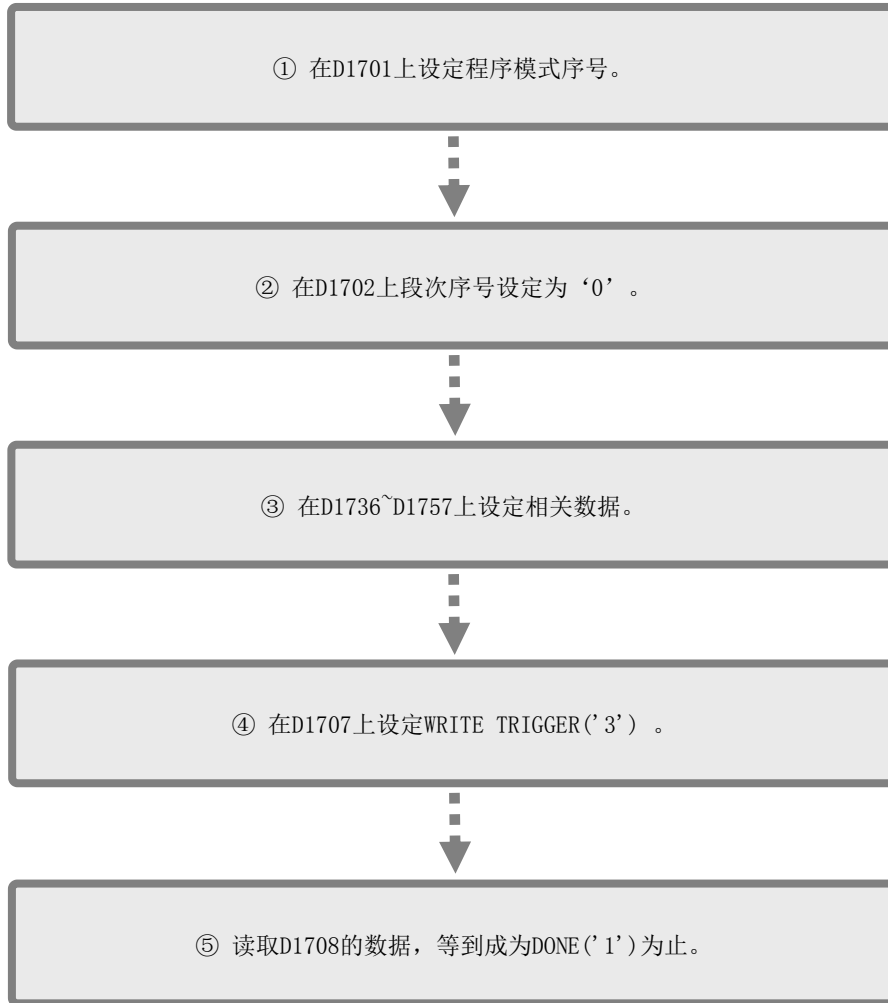 ① 在D1701上设定程序模式序号。
② 在D1702上段次序号设定为‘0’。
③ 在D1736~D1757上设定相关数据。
④ 在D1707上设定WRITE TRIGGER('3') 。
⑤ 读取D1708的数据，等到成为DONE('1')为止。